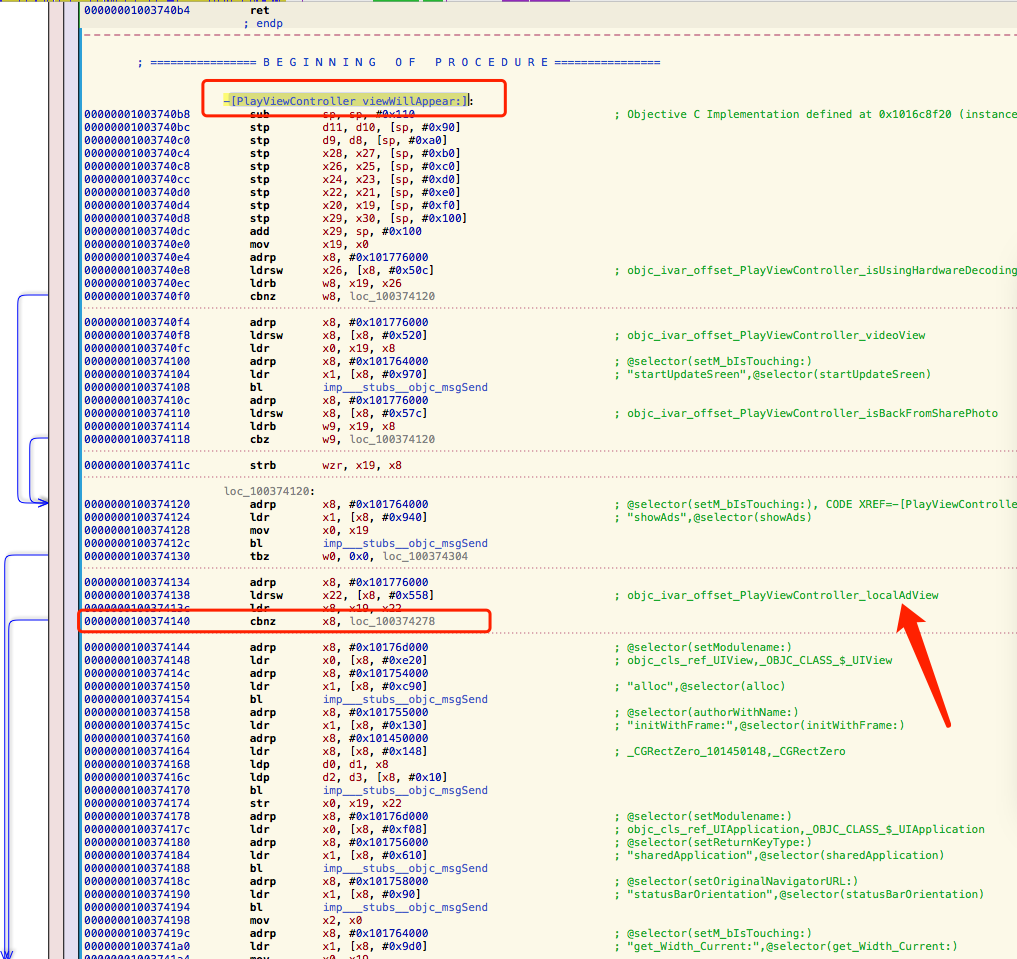 00000001003740b4 ret
; endp
; ================ B E G I N N I N G   O F   P R O C E D U R E ================
-[PlayViewController viewWillAppear:]:
00000001003740b8 sub sp, sp, #0x110 ; Objective C Implementation defined at 0x1016c8f20 (instance
00000001003740bc stp d11, d10, [sp, #0x90]
00000001003740c0 stp d9, d8, [sp, #0xa0]
00000001003740c4 stp x28, x27, [sp, #0xb0]
00000001003740c8 stp x26, x25, [sp, #0xc0]
00000001003740cc stp x24, x23, [sp, #0xd0]
00000001003740d0 stp x22, x21, [sp, #0xe0]
00000001003740d4 stp x20, x19, [sp, #0xf0]
00000001003740d8 stp x29, x30, [sp, #0x100]
00000001003740dc add x29, sp, #0x100
00000001003740e0 mov x19, x0
00000001003740e4 adrp x8, #0x101776000
00000001003740e8 ldrsw x26, [x8, #0x50c] ; objc_ivar_offset_PlayViewController_isUsingHardwareDecoding
00000001003740ec ldrb w8, x19, x26
00000001003740f0 cbnz w8, loc_100374120
00000001003740f4 adrp x8, #0x101776000
00000001003740f8 ldrsw x8, [x8, #0x520] ; objc_ivar_offset_PlayViewController_videoView
00000001003740fc ldr x0, x19, x8
0000000100374100 adrp x8, #0x101764000 ; @selector(setM_bIsTouching:)
0000000100374104 ldr x1, [x8, #0x970] ; "startUpdateSreen",@selector(startUpdateSreen)
0000000100374108 bl imp___stubs__objc_msgSend
000000010037410c adrp x8, #0x101776000
0000000100374110 ldrsw x8, [x8, #0x57c] ; objc_ivar_offset_PlayViewController_isBackFromSharePhoto
0000000100374114 ldrb w9, x19, x8
0000000100374118 cbz w9, loc_100374120
000000010037411c strb wzr, x19, x8
loc_100374120:
0000000100374120 adrp x8, #0x101764000 ; @selector(setM_bIsTouching:), CODE XREF=-[PlayViewControlle
0000000100374124 ldr x1, [x8, #0x940] ; "showAds",@selector(showAds)
0000000100374128 mov x0, x19
000000010037412c bl imp___stubs__objc_msgSend
0000000100374130 tbz w0, 0x0, loc_100374304
0000000100374134 adrp x8, #0x101776000
0000000100374138 ldrsw x22, [x8, #0x558] ; objc_ivar_offset_PlayViewController_localAdView
000000010037413c ldr x8, x19, x22
0000000100374140 cbnz x8, loc_100374278
0000000100374144 adrp x8, #0x10176d000 ; @selector(setModulename:)
0000000100374148 ldr x0, [x8, #0xe20] ; objc_cls_ref_UIView,_OBJC_CLASS_$_UIView
000000010037414c adrp x8, #0x101754000
0000000100374150 ldr x1, [x8, #0xc90] ; "alloc",@selector(alloc)
0000000100374154 bl imp___stubs__objc_msgSend
0000000100374158 adrp x8, #0x101755000 ; @selector(authorWithName:)
000000010037415c ldr x1, [x8, #0x130] ; "initWithFrame:",@selector(initWithFrame:)
0000000100374160 adrp x8, #0x101450000
0000000100374164 ldr x8, [x8, #0x148] ; _CGRectZero_101450148,_CGRectZero
0000000100374168 ldp d0, d1, x8
000000010037416c ldp d2, d3, [x8, #0x10]
0000000100374170 bl imp___stubs__objc_msgSend
0000000100374174 str x0, x19, x22
0000000100374178 adrp x8, #0x10176d000 ; @selector(setModulename:)
000000010037417c ldr x0, [x8, #0xf08] ; objc_cls_ref_UIApplication,_OBJC_CLASS_$_UIApplication
0000000100374180 adrp x8, #0x101756000 ; @selector(setReturnKeyType:)
0000000100374184 ldr x1, [x8, #0x610] ; "sharedApplication",@selector(sharedApplication)
0000000100374188 bl imp___stubs__objc_msgSend
000000010037418c adrp x8, #0x101758000 ; @selector(setOriginalNavigatorURL:)
0000000100374190 ldr x1, [x8, #0x90] ; "statusBarOrientation",@selector(statusBarOrientation)
0000000100374194 bl imp___stubs__objc_msgSend
0000000100374198 mov x2, x0
000000010037419c adrp x8, #0x101764000 ; @selector(setM_bIsTouching:)
00000001003741a0 ldr x1, [x8, #0x9d0] ; "get_Width_Current:",@selector(get_Width_Current:)
00000001003741a4 mov x0, x19